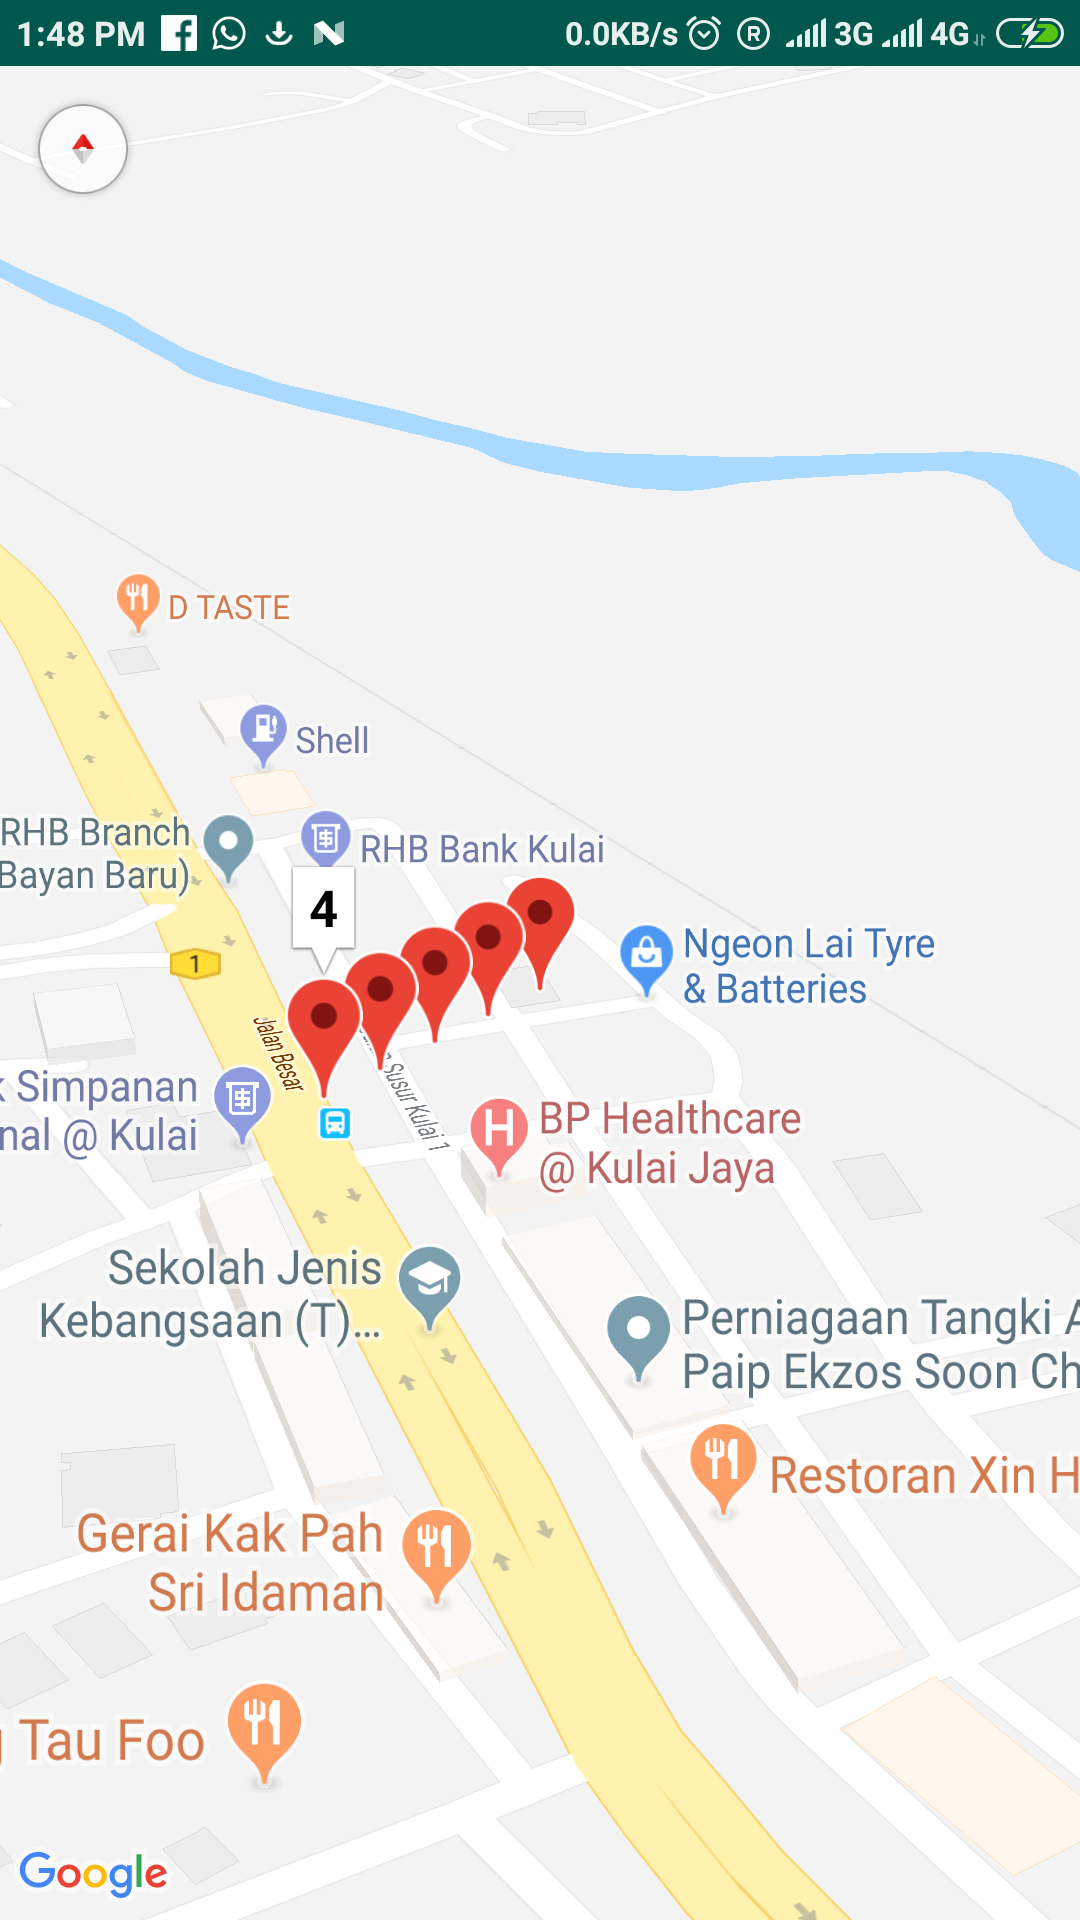 1:48 PM
0.0KB/s R 3G 4G
D TASTE
Shell
RHB Branch
Bayan Baru)
RHB Bank Kulai
4
Ngeon Lai Tyre
& Batteries
1
Jalan Besar
Susur Kulai 1
Simpanan
nal @ Kulai
BP Healthcare
@ Kulai Jaya
Sekolah Jenis
Kebangsaan (T)...
Perniagaan Tangki A
Paip Ekzos Soon Ch
Restoran Xin H
Gerai Kak Pah
Sri Idaman
Tau Foo
Google